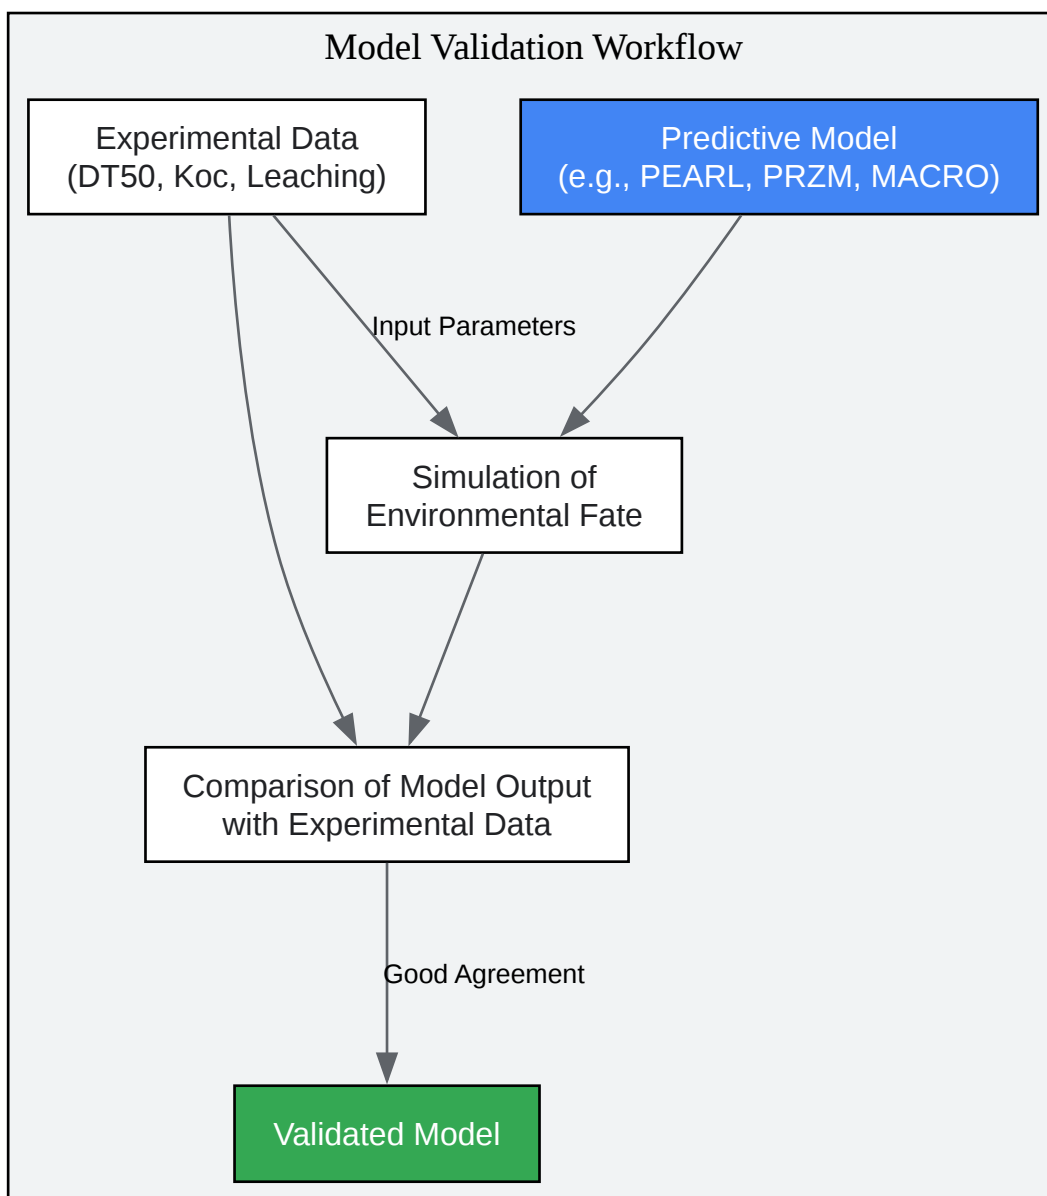 Model Validation Workflow
Experimental Data
(DT50, Koc, Leaching)
Predictive Model
(e.g., PEARL, PRZM, MACRO)
Input Parameters
Simulation of
Environmental Fate
Comparison of Model Output
with Experimental Data
Good Agreement
Validated Model